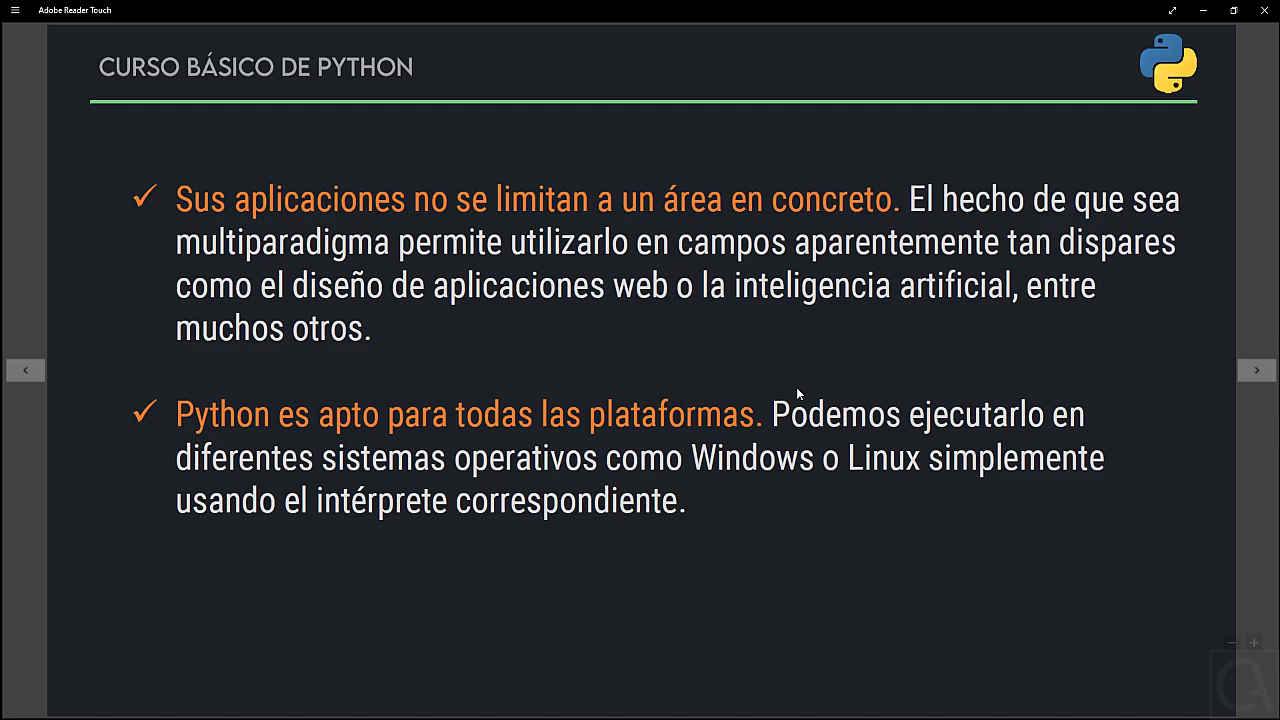 Adobe Reader Touch
CURSO BÁSICO DE PYTHON
✓ Sus aplicaciones no se limitan a un área en concreto. El hecho de que sea
multiparadigma permite utilizarlo en campos aparentemente tan dispares
como el diseño de aplicaciones web o la inteligencia artificial, entre
muchos otros.
✓ Python es apto para todas las plataformas. Podemos ejecutarlo en
diferentes sistemas operativos como Windows o Linux simplemente
usando el intérprete correspondiente.